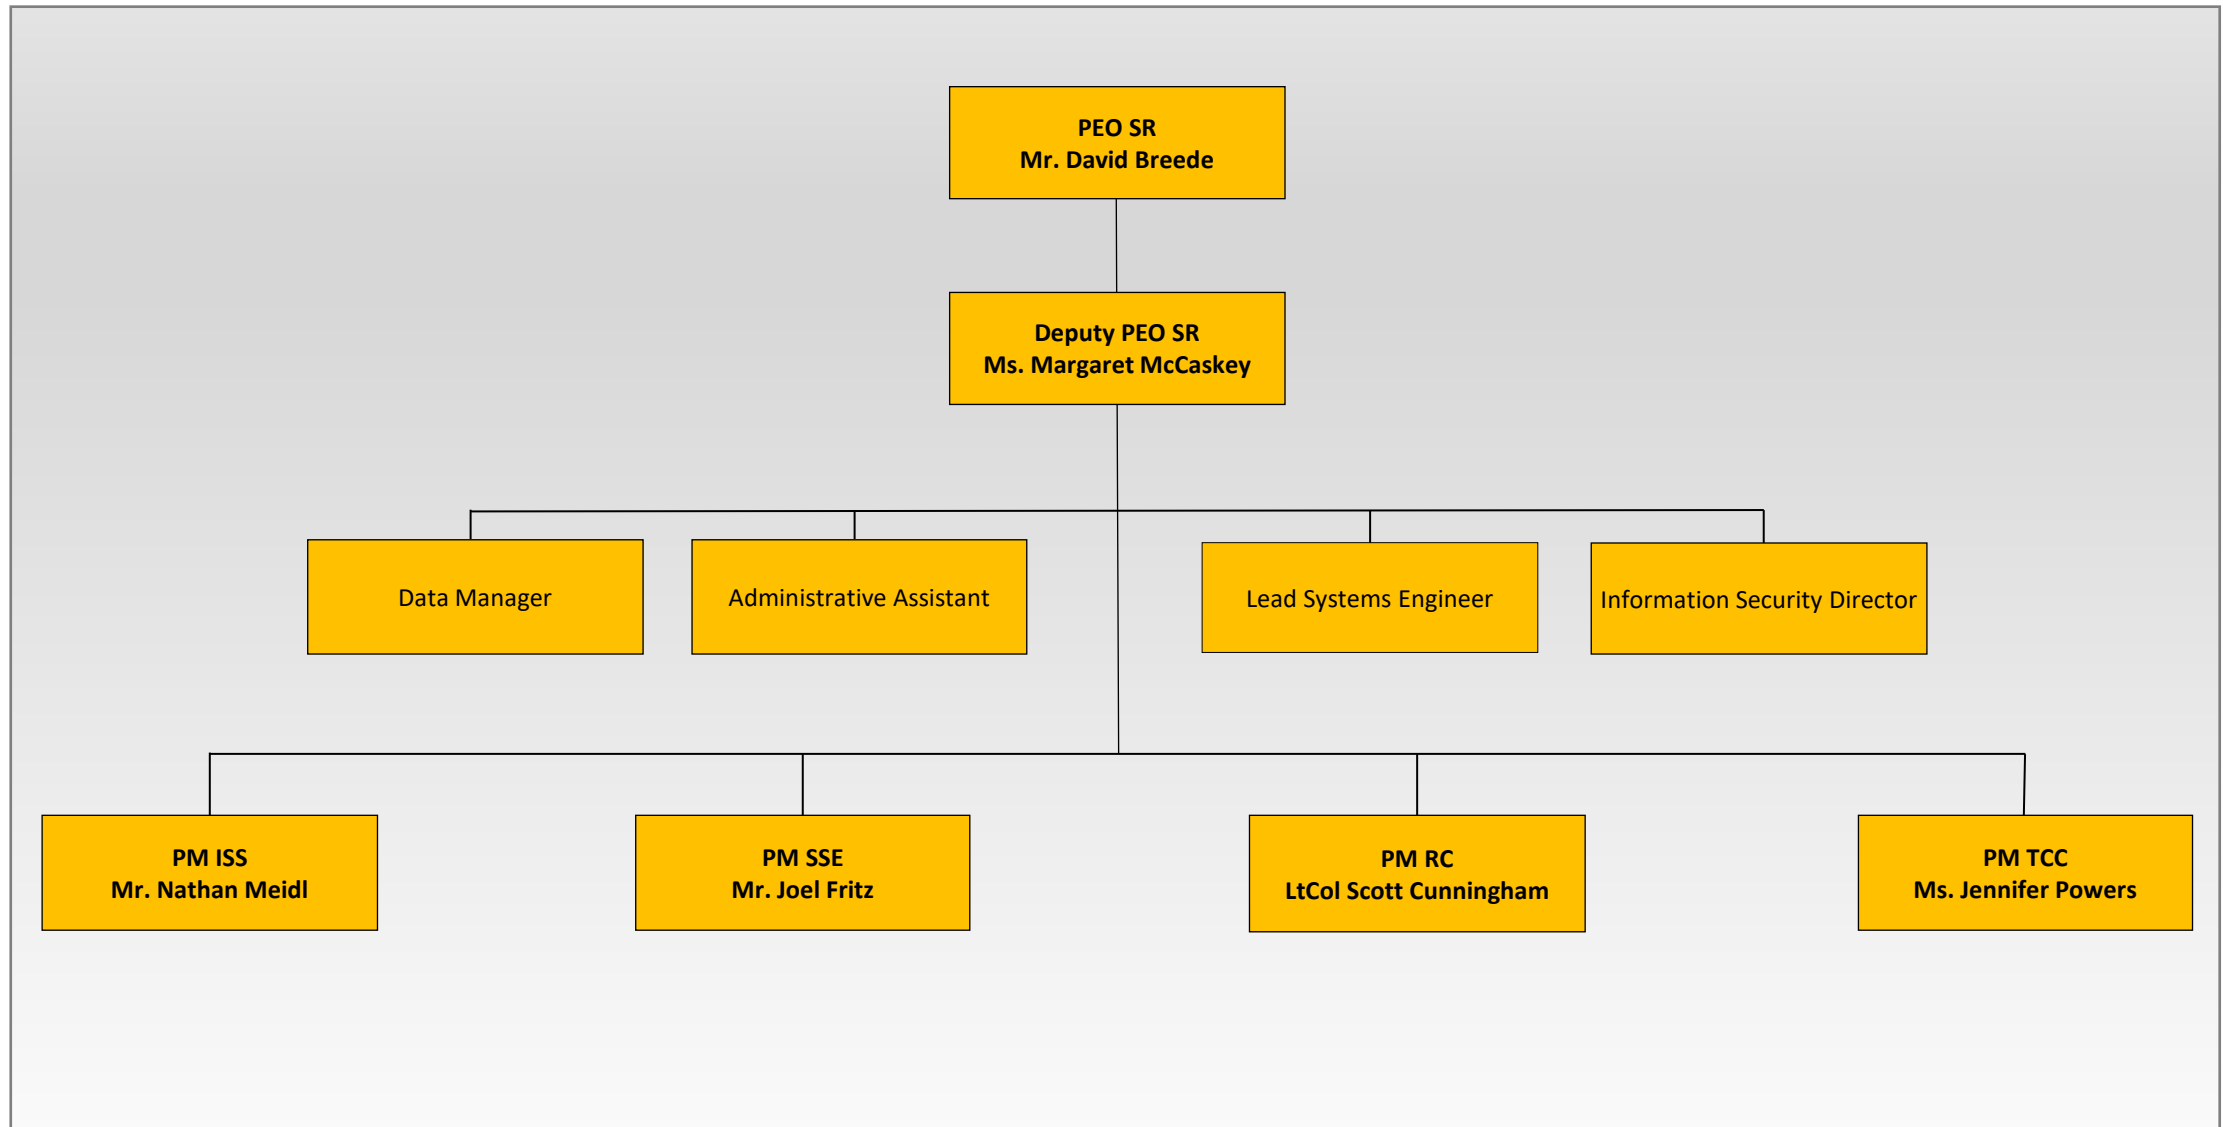 PEO SR
Mr. David Breede
Deputy PEO SR
Ms. Margaret McCaskey
Data Manager
Administrative Assistant
Lead Systems Engineer
Information Security Director
PM ISS
Mr. Nathan Meidl
PM SSE
Mr. Joel Fritz
PM RC
LtCol Scott Cunningham
PM TCC
Ms. Jennifer Powers